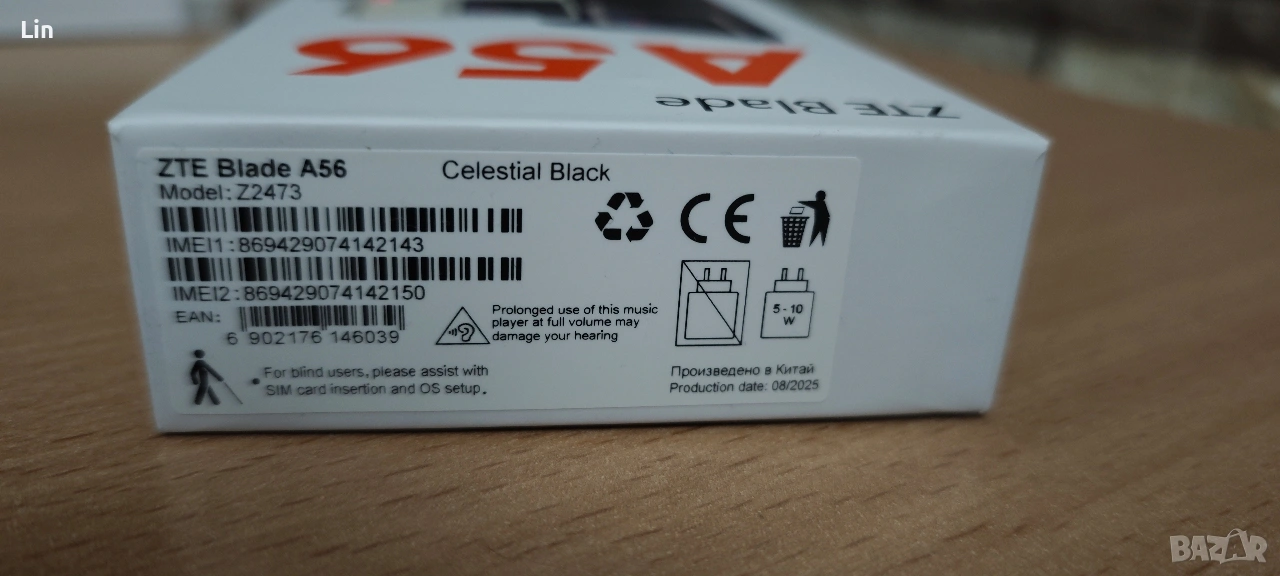 Lin
A56
ZTE Blade
ZTE Blade A56 Celestial Black
Model: Z2473
IMEI1:869429074142143
IMEI2:869429074142150
EAN:
6 902176 146039
Prolonged use of this music
player at full volume may
damage your hearing
5 - 10
W
For blind users, please assist with
SIM card insertion and OS setup.
Произведено в Китай
Production date: 08/2025
BAZAR